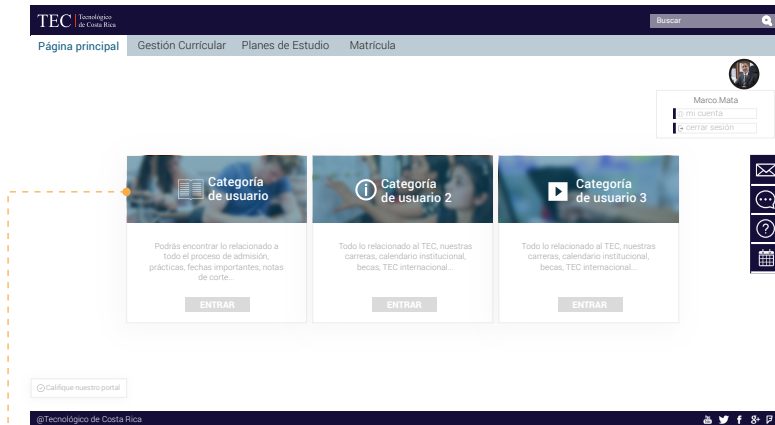 TEC Tecnológico
de Costa Rica
Buscar
Página principal Gestión Currícular Planes de Estudio Matrícula
Marco.Mata
mi cuenta
cerrar sesión
Categoría
de usuario
Categoría
de usuario 2
Categoría
de usuario 3
Podrás encontrar lo relacionado a
todo el proceso de admisión,
prácticas, fechas importantes, notas
de corte...
Todo lo relacionado al TEC, nuestras
carreras, calendario institucional,
becas, TEC internacional...
Todo lo relacionado al TEC, nuestras
carreras, calendario institucional,
becas, TEC internacional...
ENTRAR
ENTRAR
ENTRAR
Califique nuestro portal
@Tecnológico de Costa Rica